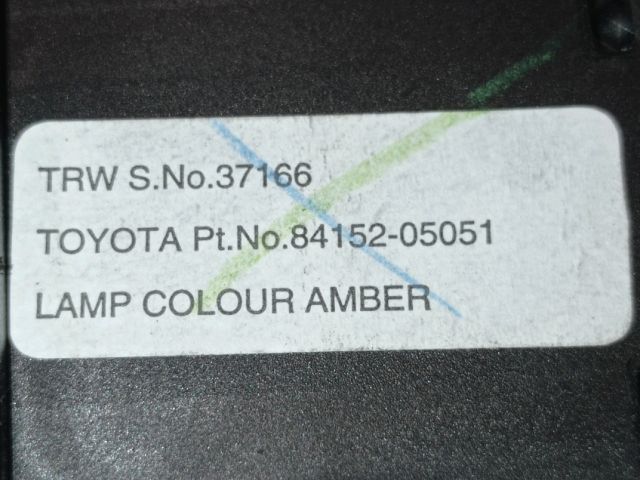 TRW S.No.37166
TOYOTA Pt.No.84152-05051
LAMP COLOUR AMBER